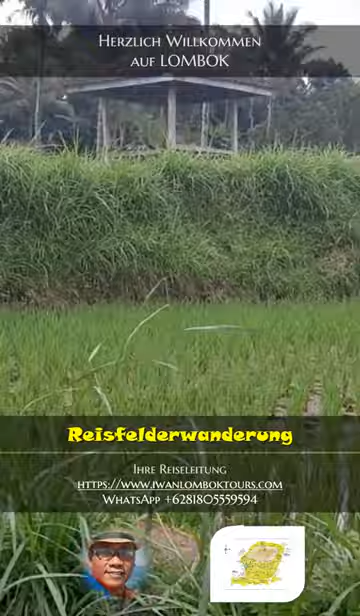 Herzlich Willkommen
auf LOMBOK
Reisfelderwanderung
Ihre Reiseleitung
https://www.iwanlomboktours.com
WhatsApp +6281805559594